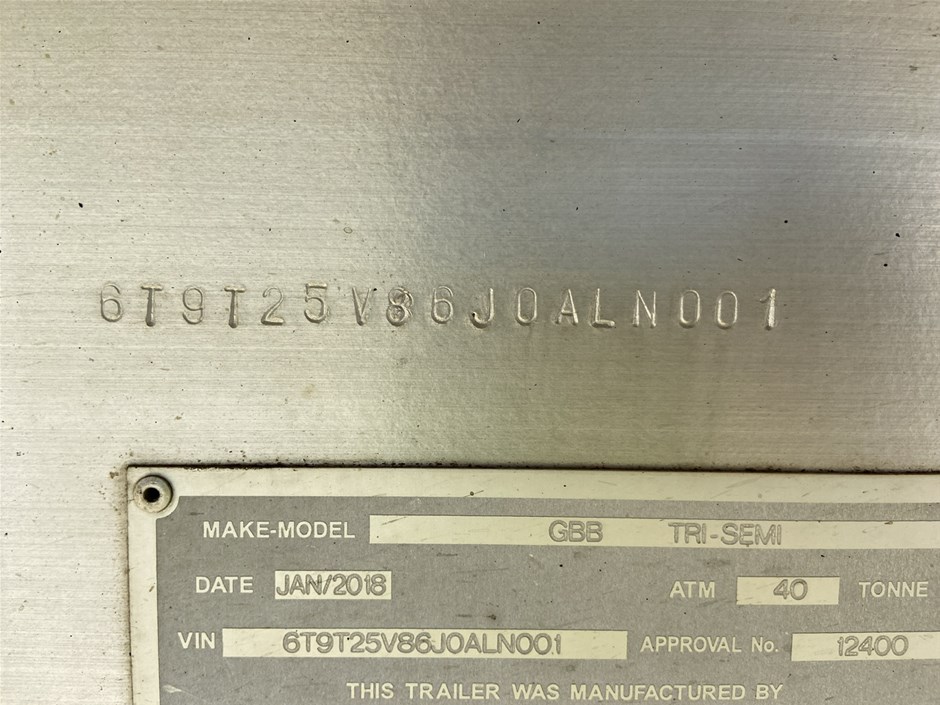 6T9T25V86J0ALN001
MAKE-MODEL GBB TRI-SEMI
DATE JAN/2018 ATM 40 TONNE
VIN 6T9T25V86J0ALN001 APPROVAL No. 12400
THIS TRAILER WAS MANUFACTURED BY